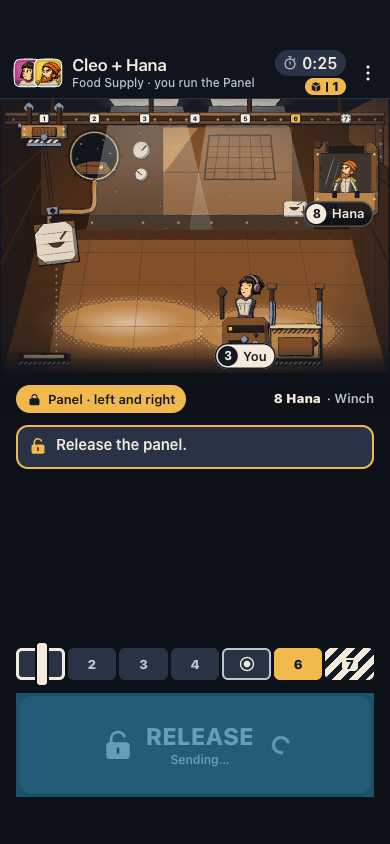 Cleo + Hana
Food Supply · you run the Panel
0:25
1
1 2 3 4 5 6 7
8 Hana
3 You
Panel · left and right
8 Hana · Winch
Release the panel.
2 3 4 6 7
RELEASE
Sending...